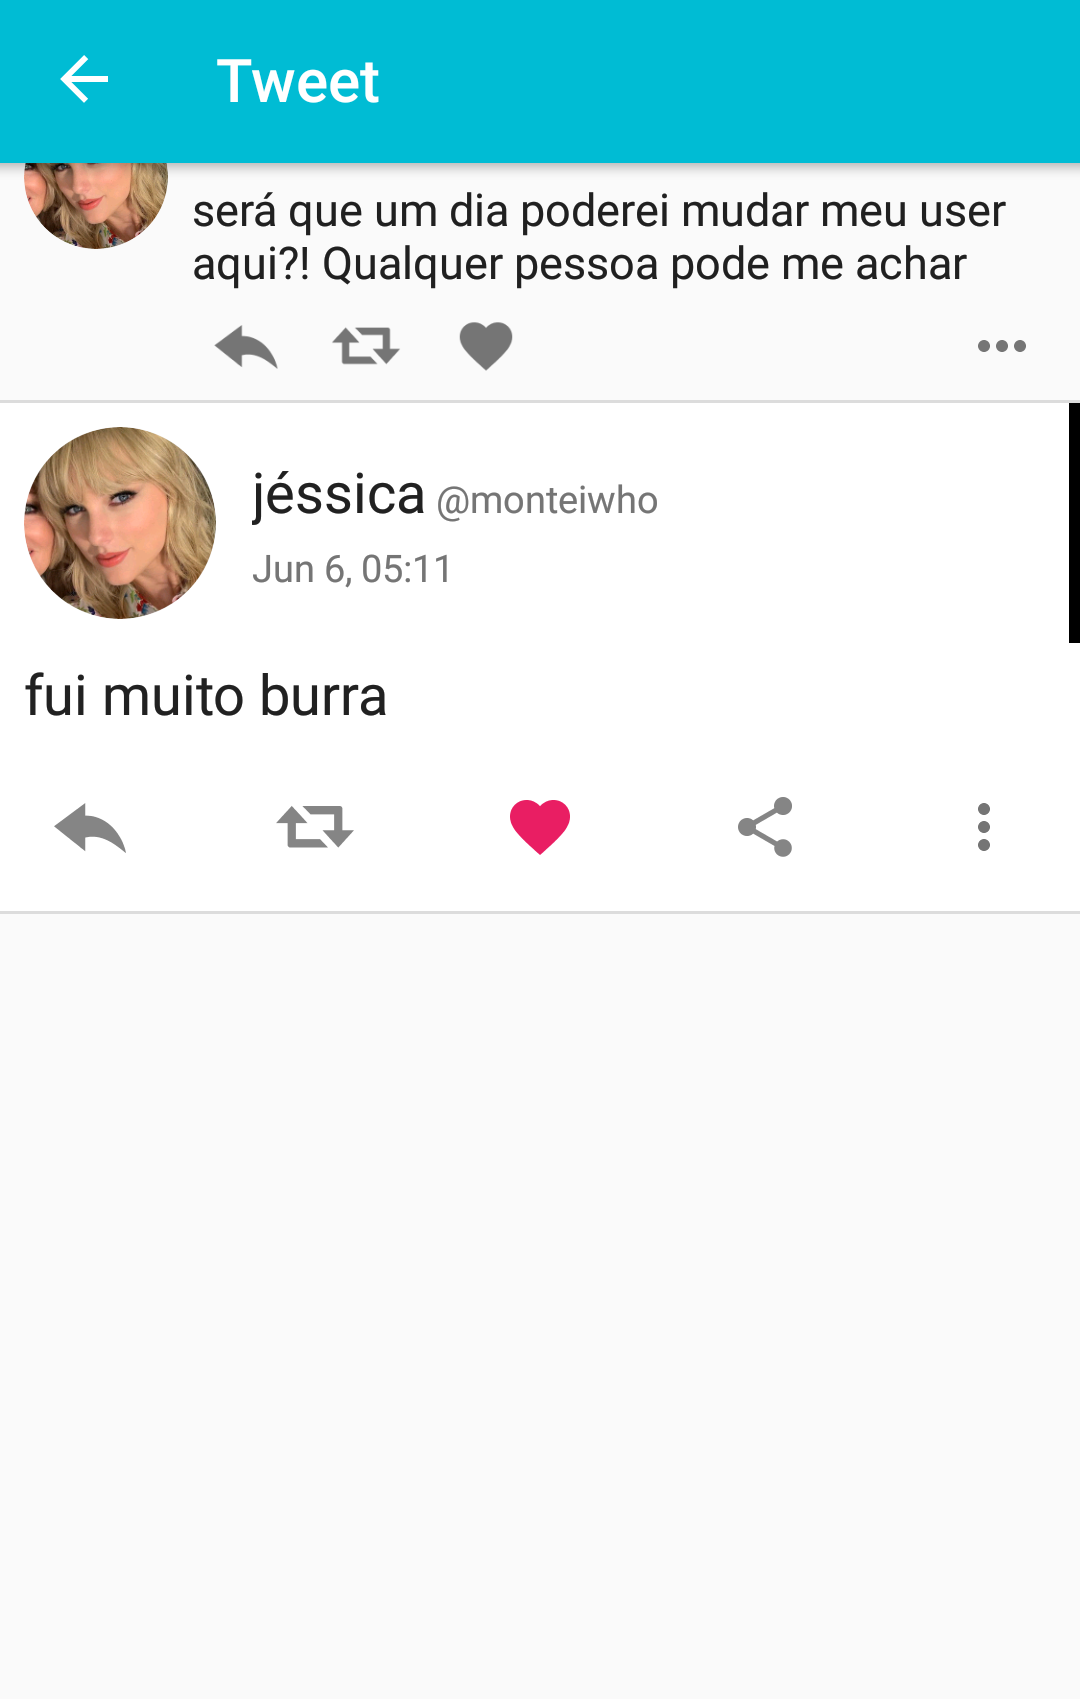 Tweet
será que um dia poderei mudar meu user
aqui?! Qualquer pessoa pode me achar
jéssica @monteiwho
Jun 6, 05:11
fui muito burra